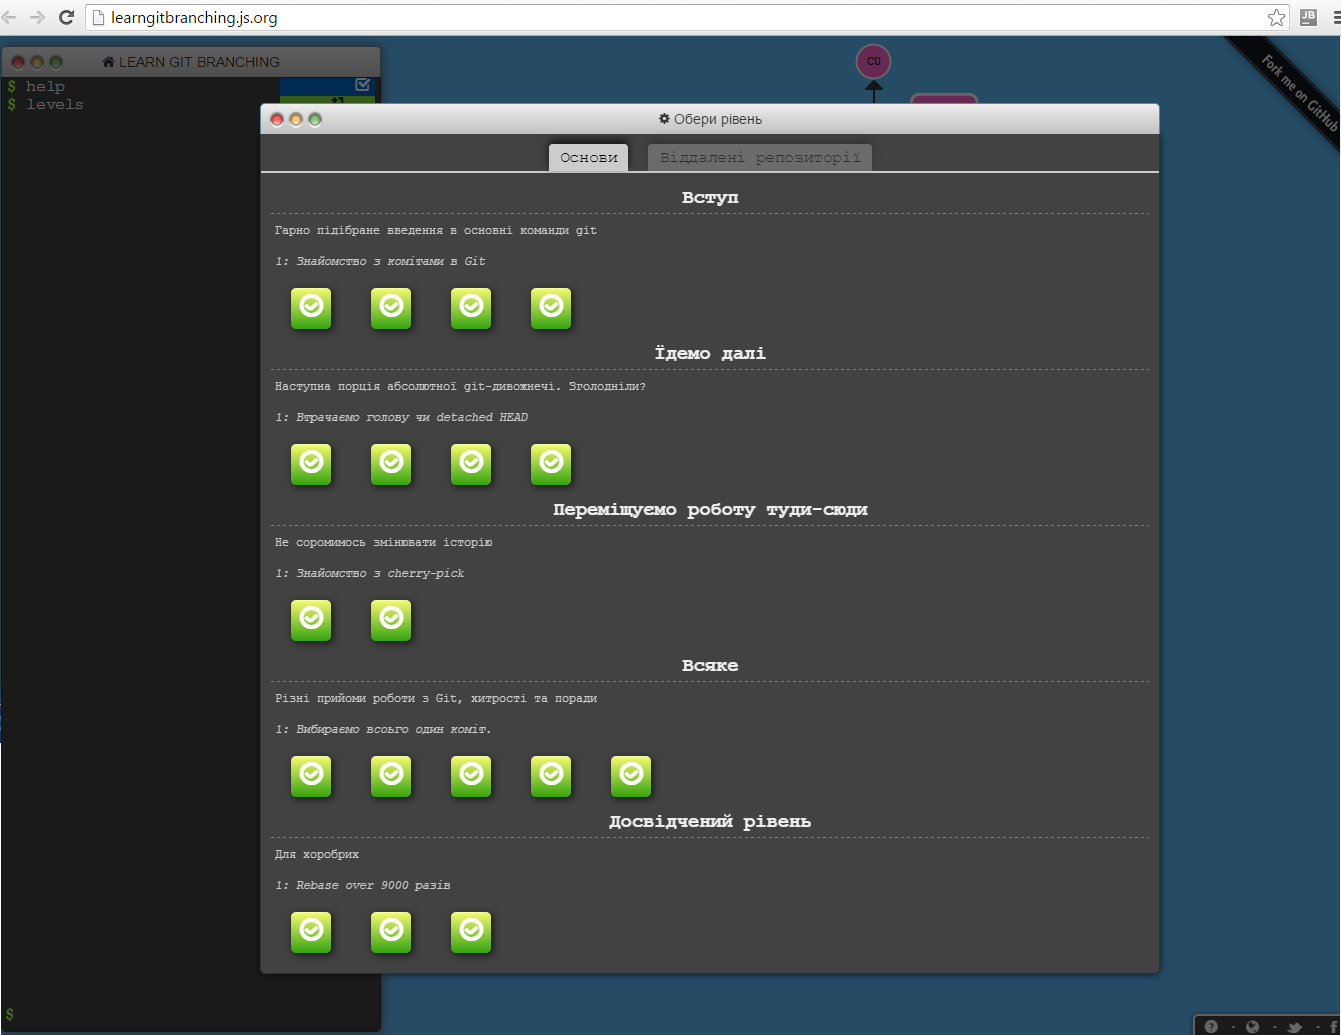 learngitbranching.js.org
JB
LEARN GIT BRANCHING
$ help
$ levels
C0
Fork me on GitHub
Обери рівень
Основи
Віддалені репозиторії
Вступ
Гарно підібране введення в основні команди git
1: Знайомство з комітами в Git
Їдемо далі
Наступна порція абсолютної git-дивожнечі. Зголодніли?
1: Втрачаємо голову чи detached HEAD
Переміщуємо роботу туди-сюди
Не соромимось змінювати історію
1: Знайомство з cherry-pick
Всяке
Різні прийоми роботи з Git, хитрості та поради
1: Вибираємо всього один коміт.
Досвідчений рівень
Для хоробрих
1: Rebase over 9000 разів
$